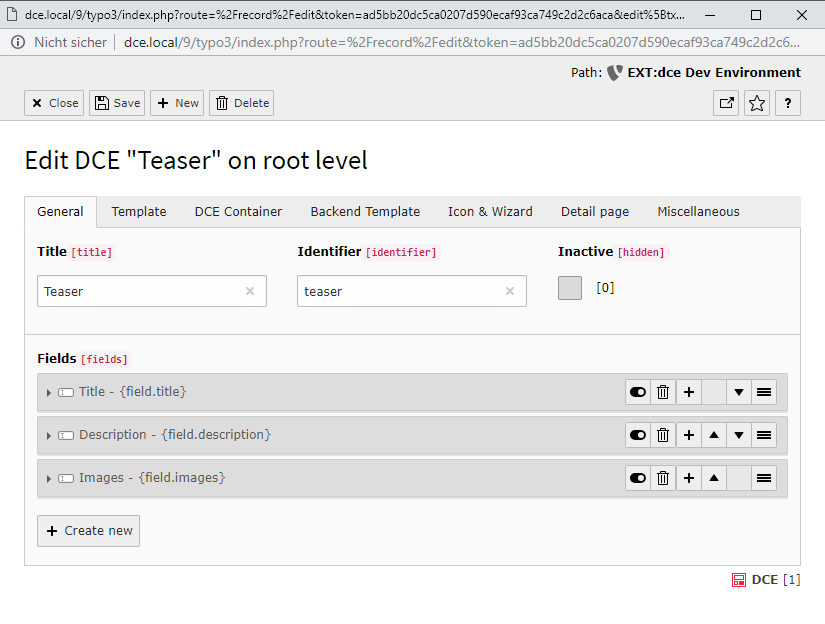 dce.local/9/typo3/index.php?route=%2Frecord%2Fedit&token=ad5bb20dc5ca0207d590ecaf93ca749c2d2c6aca&edit%5Btx...
Nicht sicher | dce.local/9/typo3/index.php?route=%2Frecord%2Fedit&token=ad5bb20dc5ca0207d590ecaf93ca749c2d2c6...
Path: EXT:dce Dev Environment
Close Save New Delete ?
Edit DCE "Teaser" on root level
General Template DCE Container Backend Template Icon & Wizard Detail page Miscellaneous
Title [title] Identifier [identifier] Inactive [hidden]
Teaser teaser [0]
Fields [fields]
Title - {field.title}
Description - {field.description}
Images - {field.images}
+ Create new
DCE [1]